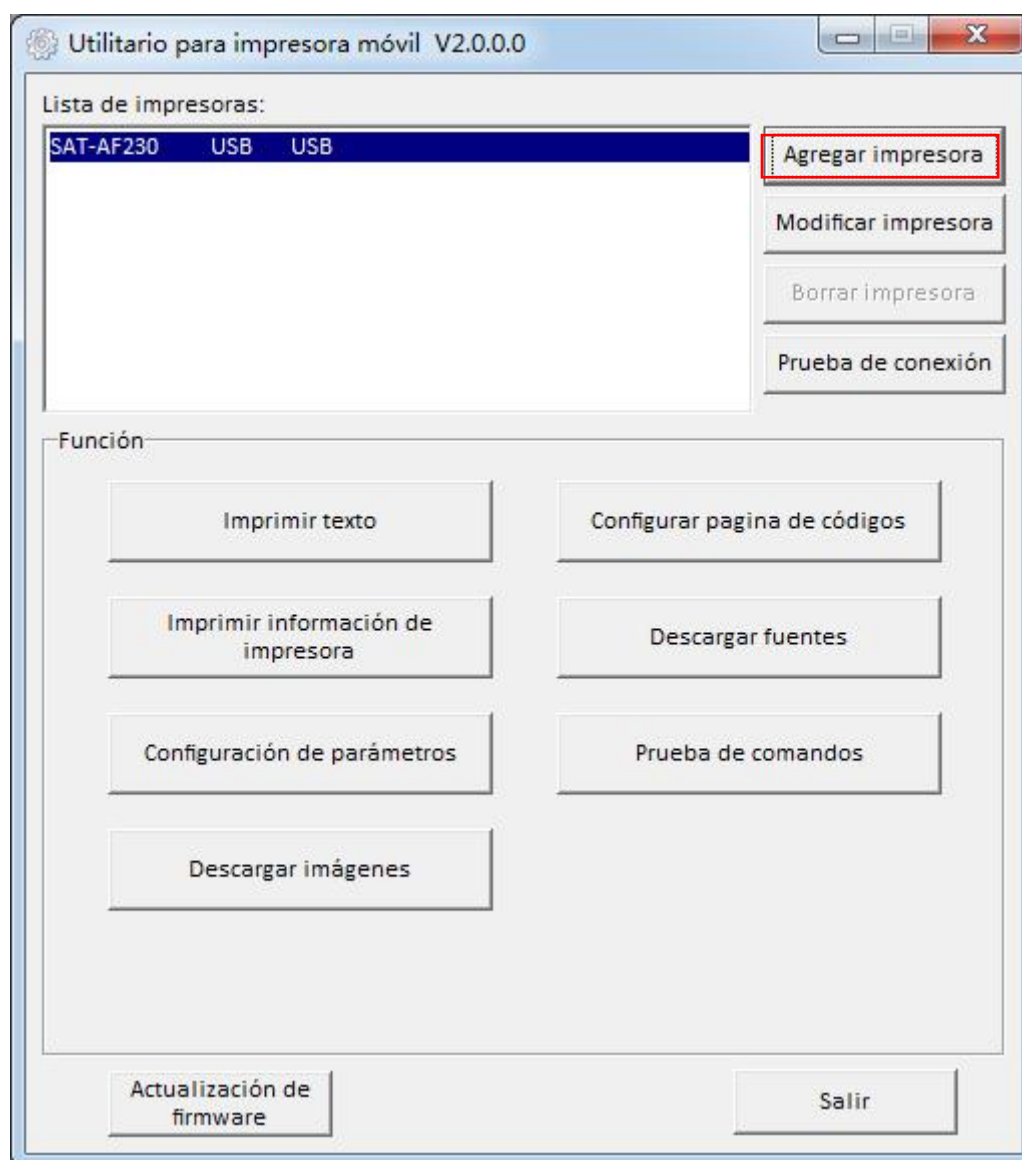 Utilitario para impresora móvil V2.0.0.0
Lista de impresoras:
SAT-AF230 USB USB
Agregar impresora
Modificar impresora
Borrar impresora
Prueba de conexión
Función
Imprimir texto
Configurar pagina de códigos
Imprimir información de
impresora
Descargar fuentes
Configuración de parámetros
Prueba de comandos
Descargar imágenes
Actualización de
firmware
Salir